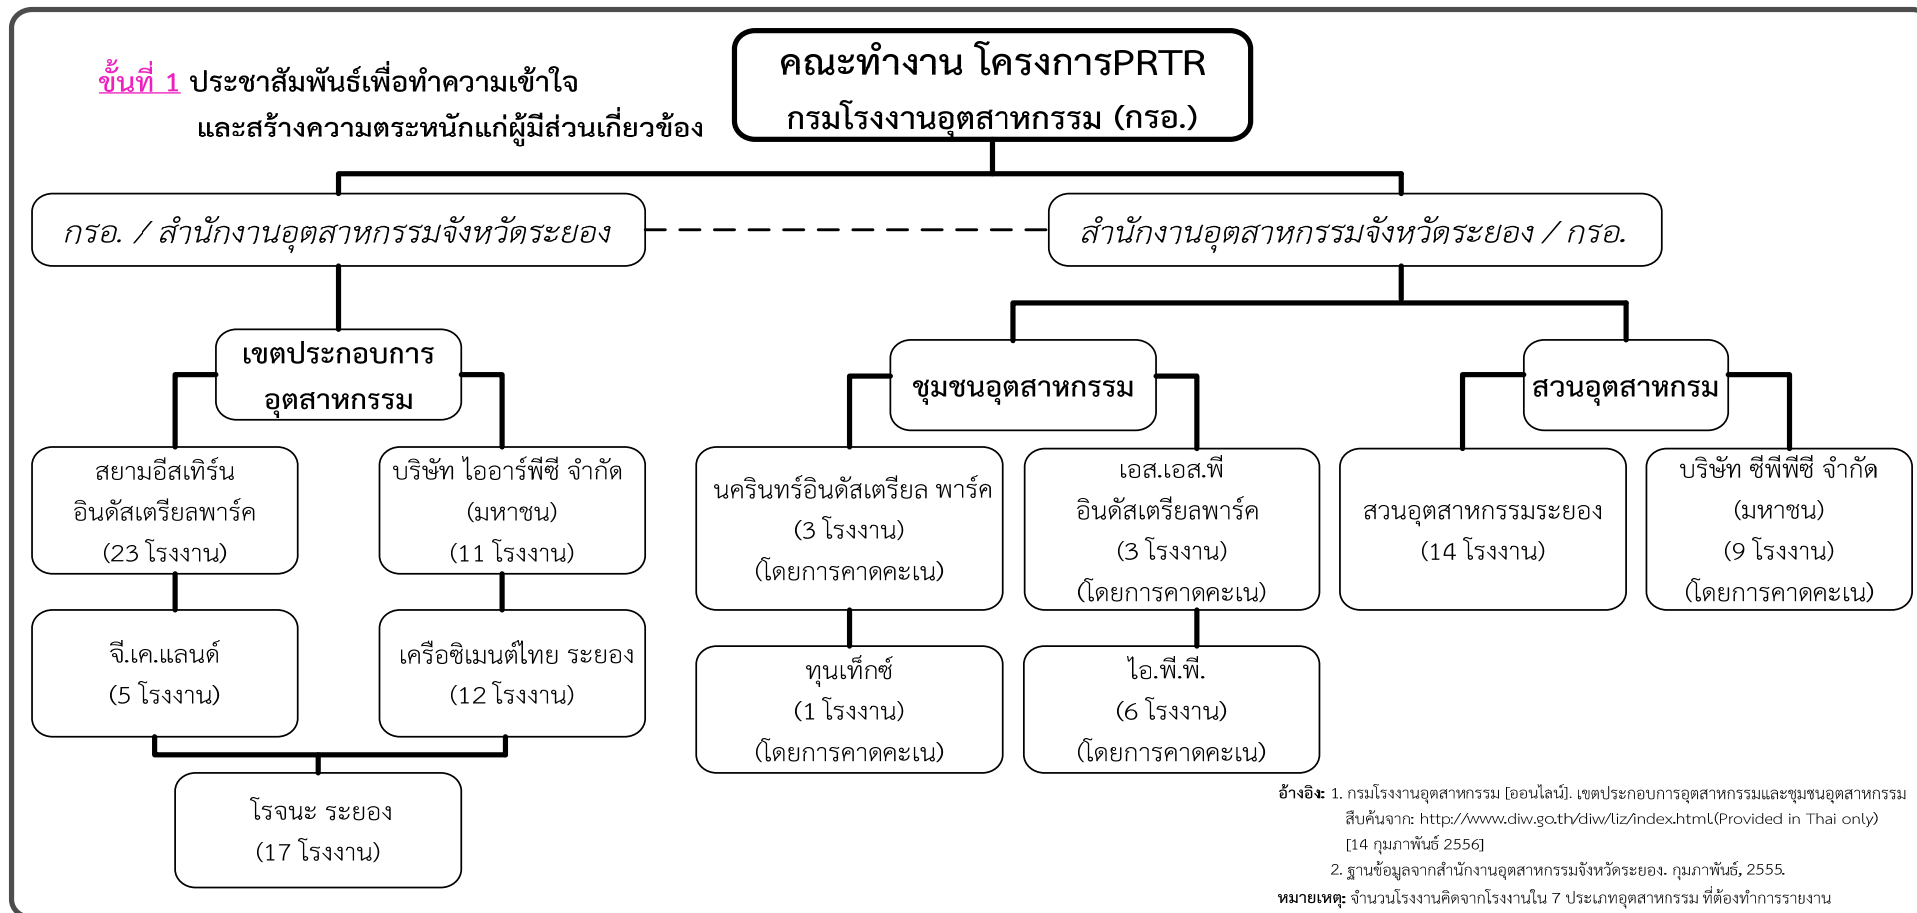 ขั้นที่ 1 ประชาสัมพันธ์เพื่อทำความเข้าใจ
และสร้างความตระหนักแก่ผู้มีส่วนเกี่ยวข้อง
คณะทำงาน โครงการPRTR
กรมโรงงานอุตสาหกรรม (กรอ.)
กรอ. / สำนักงานอุตสาหกรรมจังหวัดระยอง
สำนักงานอุตสาหกรรมจังหวัดระยอง / กรอ.
เขตประกอบการ
อุตสาหกรรม
ชุมชนอุตสาหกรรม
สวนอุตสาหกรม
สยามอีสเทิร์น
อินดัสเตรียลพาร์ค
(23 โรงงาน)
บริษัท ไออาร์พีซี จำกัด
(มหาชน)
(11 โรงงาน)
นครินทร์อินดัสเตรียล พาร์ค
(3 โรงงาน)
(โดยการคาดคะเน)
เอส.เอส.พี
อินดัสเตรียลพาร์ค
(3 โรงงาน)
(โดยการคาดคะเน)
สวนอุตสาหกรรมระยอง
(14 โรงงาน)
บริษัท ซีพีพีซี จำกัด
(มหาชน)
(9 โรงงาน)
(โดยการคาดคะเน)
จี.เค.แลนด์
(5 โรงงาน)
เครือซิเมนต์ไทย ระยอง
(12 โรงงาน)
ทุนเท็กซ์
(1 โรงงาน)
(โดยการคาดคะเน)
ไอ.พี.พี.
(6 โรงงาน)
(โดยการคาดคะเน)
โรจนะ ระยอง
(17 โรงงาน)
อ้างอิง: 1. กรมโรงงานอุตสาหกรรม [ออนไลน์]. เขตประกอบการอุตสาหกรรมและชุมชนอุตสาหกรรม
สืบค้นจาก: http://www.diw.go.th/diw/liz/index.html.(Provided in Thai only)
[14 กุมภาพันธ์ 2556]
2. ฐานข้อมูลจากสำนักงานอุตสาหกรรมจังหวัดระยอง. กุมภาพันธ์, 2555.
หมายเหตุ: จำนวนโรงงานคิดจากโรงงานใน 7 ประเภทอุตสาหกรรม ที่ต้องทำการรายงาน